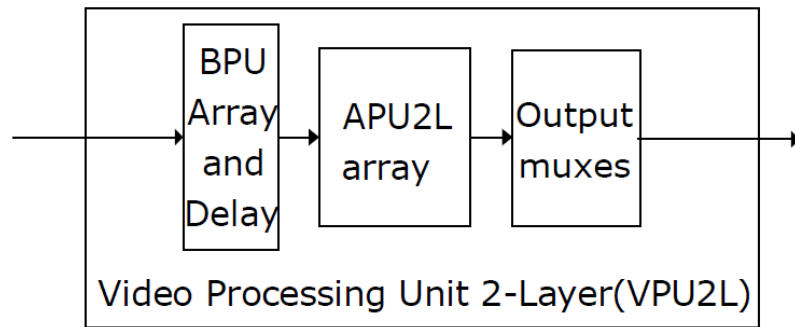 BPU
Array
and
Delay
APU2L
array
Output
muxes
Video Processing Unit 2-Layer(VPU2L)